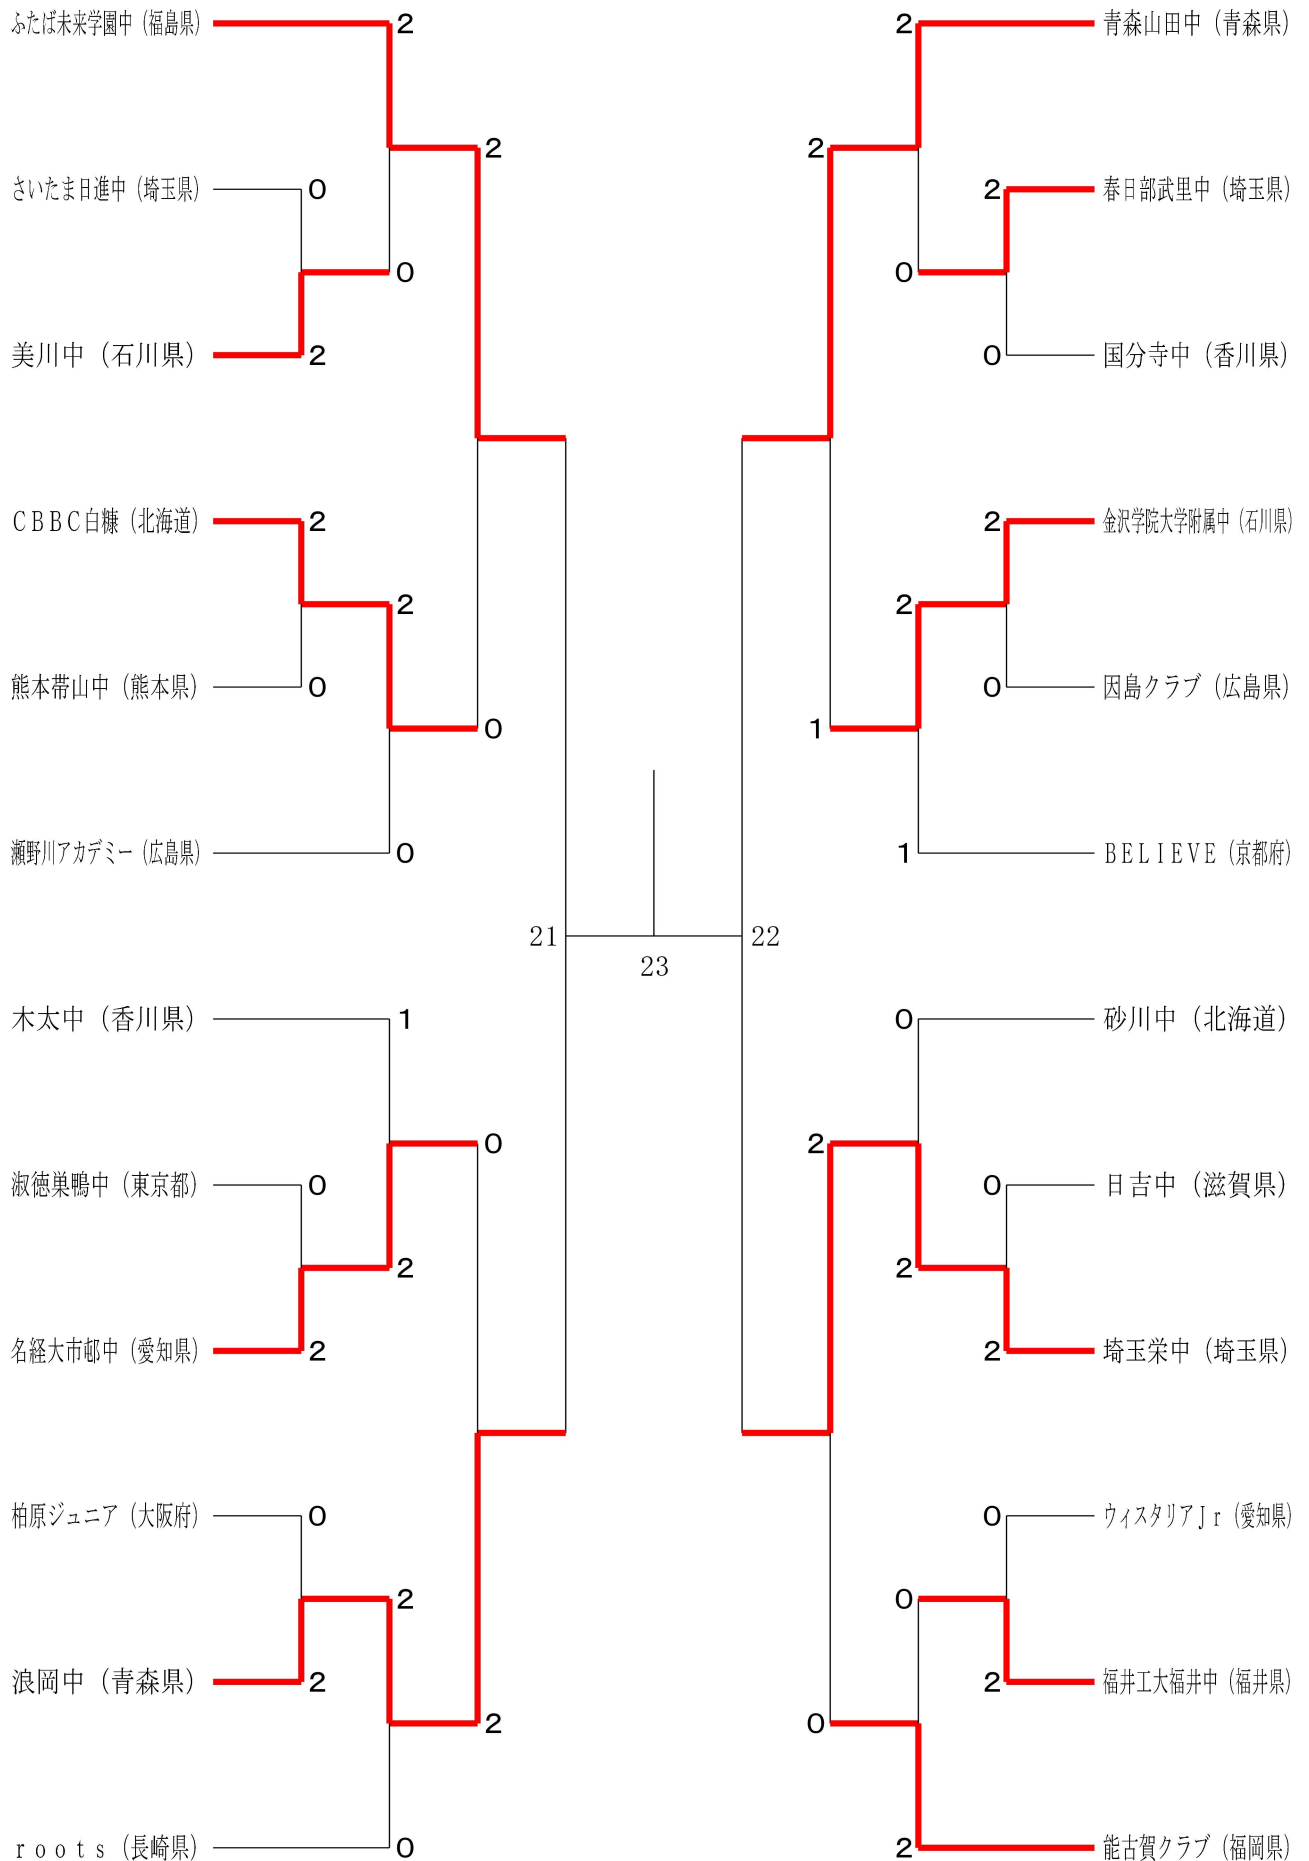 ふたば未来学園中（福島県）
2
2
さいたま日進中（埼玉県）
0
0
美川中（石川県）
2
ＣＢＢＣ白糠（北海道）
2
2
熊本帯山中（熊本県）
0
0
瀬野川アカデミー（広島県）
0
木太中（香川県）
1
0
淑徳巣鴨中（東京都）
0
2
名経大市邨中（愛知県）
2
柏原ジュニア（大阪府）
0
2
浪岡中（青森県）
2
2
ｒｏｏｔｓ（長崎県）
0
21
23
22
2
青森山田中（青森県）
2
2
春日部武里中（埼玉県）
0
0
国分寺中（香川県）
2
金沢学院大学附属中（石川県）
2
0
因島クラブ（広島県）
1
1
ＢＥＬＩＥＶＥ（京都府）
0
砂川中（北海道）
2
0
日吉中（滋賀県）
2
2
埼玉栄中（埼玉県）
0
ウィスタリアＪｒ（愛知県）
0
2
福井工大福井中（福井県）
0
2
能古賀クラブ（福岡県）